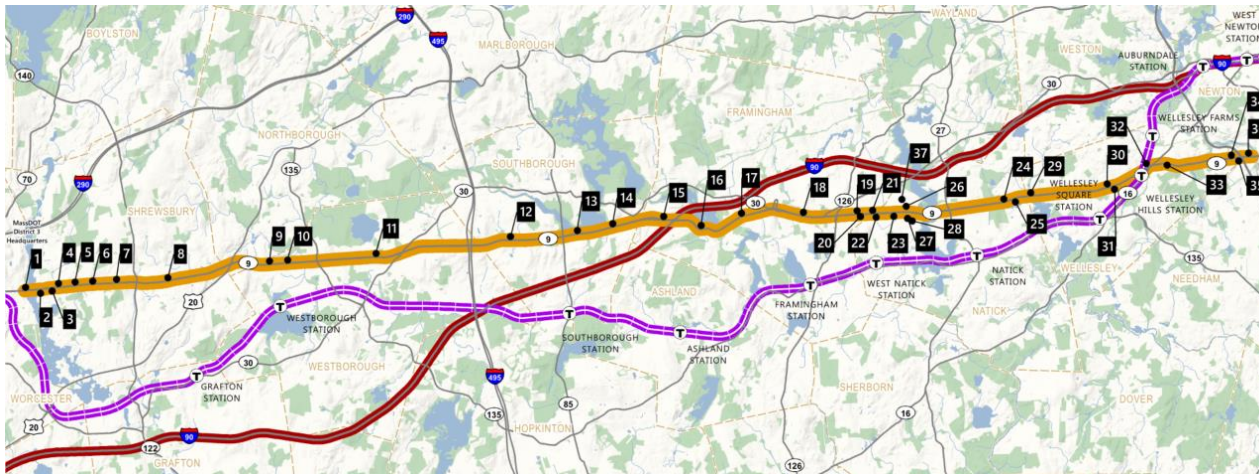 BOYLSTON
290
495
MARLBOROUGH
WAYLAND
WEST
NEWTON
STATION
WESTON
AUBURNDALE
STATION
90
140
NEWTON
30
FRAMINGHAM
NORTHBOROUGH
135
27
SOUTHBOROUGH
90
37
32
WELLESLEY FARMS
STATION
70
290
30
16
17
30
19
21
26
24
29
30
9
MassDOT
District 3
Headquarters
SHREWSBURY
12
13
14
15
18
126
WELLESLEY
SQUARE
STATION
16
33
9
9
28
WELLESLEY
HILLS STATION
1
4
5
6
7
8
9
10
11
20
22
23
27
25
31
2
3
9
20
WESTBOROUGH
STATION
ASHLAND
WEST NATICK
STATION
NATICK
STATION
WELLESLEY
NEEDHAM
FRAMINGHAM
STATION
NATICK
SOUTHBOROUGH
STATION
ASHLAND
STATION
30
WESTBOROUGH
GRAFTON
STATION
495
SHERBORN
135
WORCESTER
20
85
16
DOVER
135
HOPKINTON
122
90
GRAFTON
126